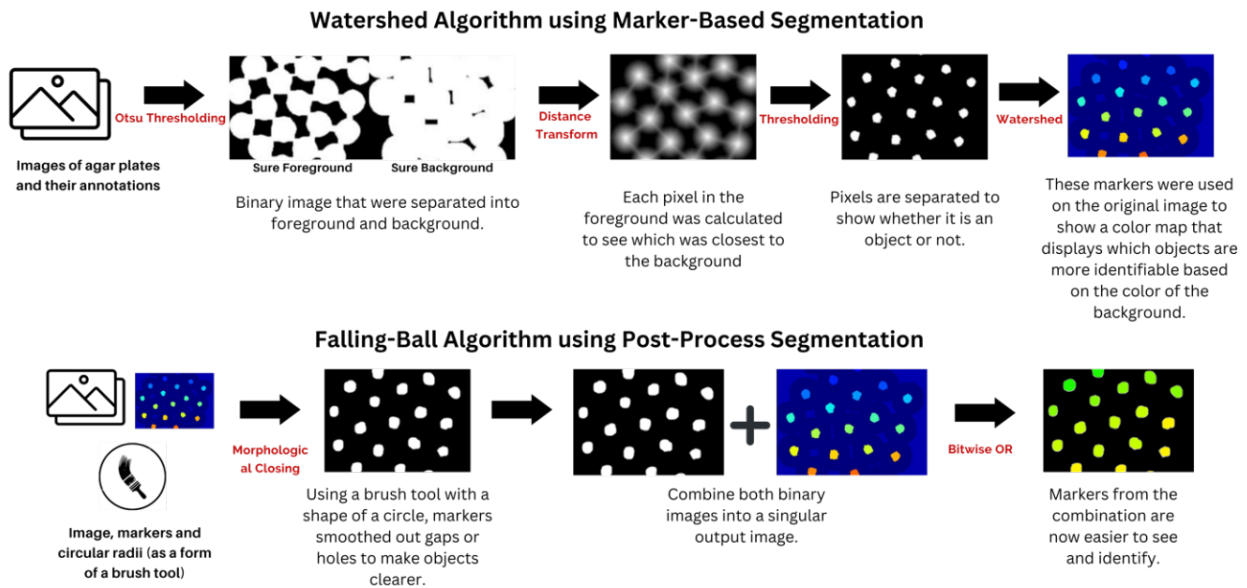 Watershed Algorithm using Marker-Based Segmentation
Otsu Thresholding
Distance
Transform
Thresholding
Watershed
Sure Foreground
Sure Background
Images of agar plates
and their annotations
Binary image that were separated into
foreground and background.
Each pixel in the
foreground was calculated
to see which was closest to
the background
Pixels are separated to
show whether it is an
object or not.
These markers were used
on the original image to
show a color map that
displays which objects are
more identifiable based
on the color of the
background.
Falling-Ball Algorithm using Post-Process Segmentation
Morphologic
al Closing
Bitwise OR
Image, markers and
circular radii (as a form
of a brush tool)
Using a brush tool with a
shape of a circle, markers
smoothed out gaps or
holes to make objects
clearer.
Combine both binary
images into a singular
output image.
Markers from the
combination are
now easier to see
and identify.